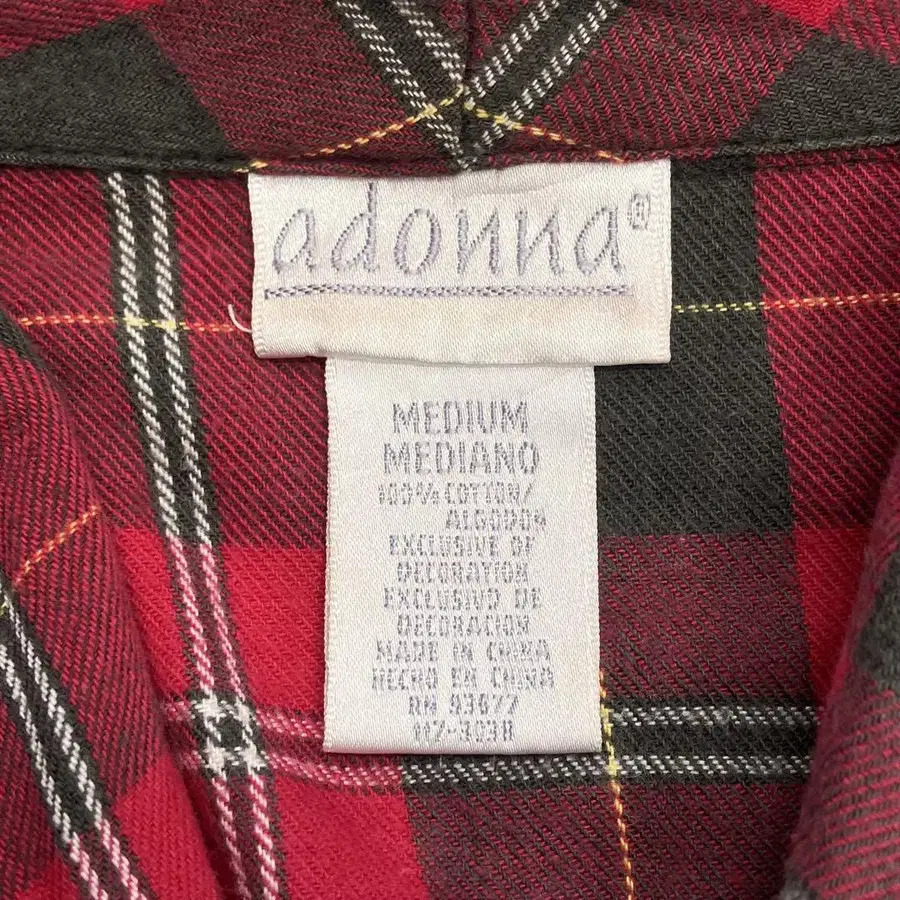 adonna®
MEDIUM
MEDIANO
100% COTTON/
ALGODON
EXCLUSIVE OF
DECORATION
EXCLUSIVO DE
DECORACION
MADE IN CHINA
HECHO EN CHINA
RN 93677